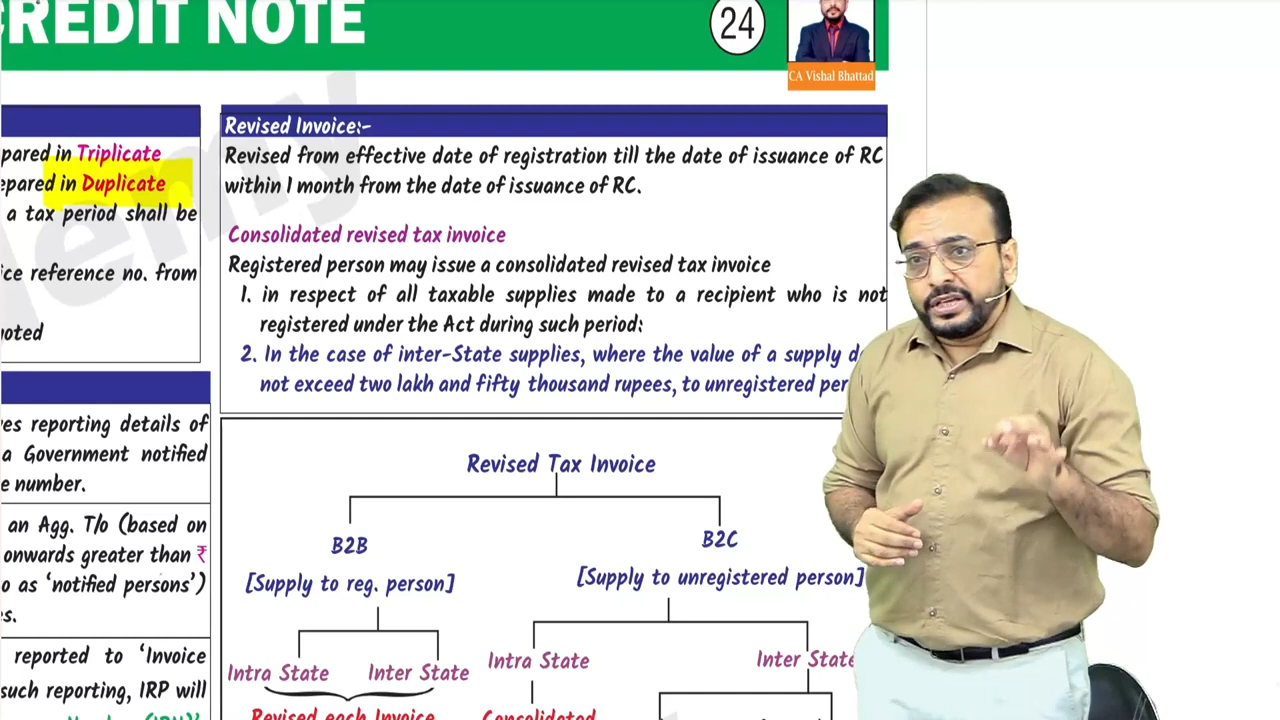 CREDIT NOTE
24
CA Vishal Bhattad
pared in Triplicate
epared in Duplicate
a tax period shall be
ice reference no. from
noted
es reporting details of
a Government notified
e number.
an Agg. T/o (based on
onwards greater than ₹
o as ‘notified persons’)
es.
reported to ‘Invoice
such reporting, IRP will
Revised Invoice:-
Revised from effective date of registration till the date of issuance of RC
within 1 month from the date of issuance of RC.
Consolidated revised tax invoice
Registered person may issue a consolidated revised tax invoice
1. in respect of all taxable supplies made to a recipient who is not
registered under the Act during such period:
2. In the case of inter-State supplies, where the value of a supply d
not exceed two lakh and fifty thousand rupees, to unregistered per
Revised Tax Invoice
B2B
B2C
[Supply to reg. person]
[Supply to unregistered person]
Intra State
Inter State
Intra State
Inter State
Revised each Invoice
Consolidated